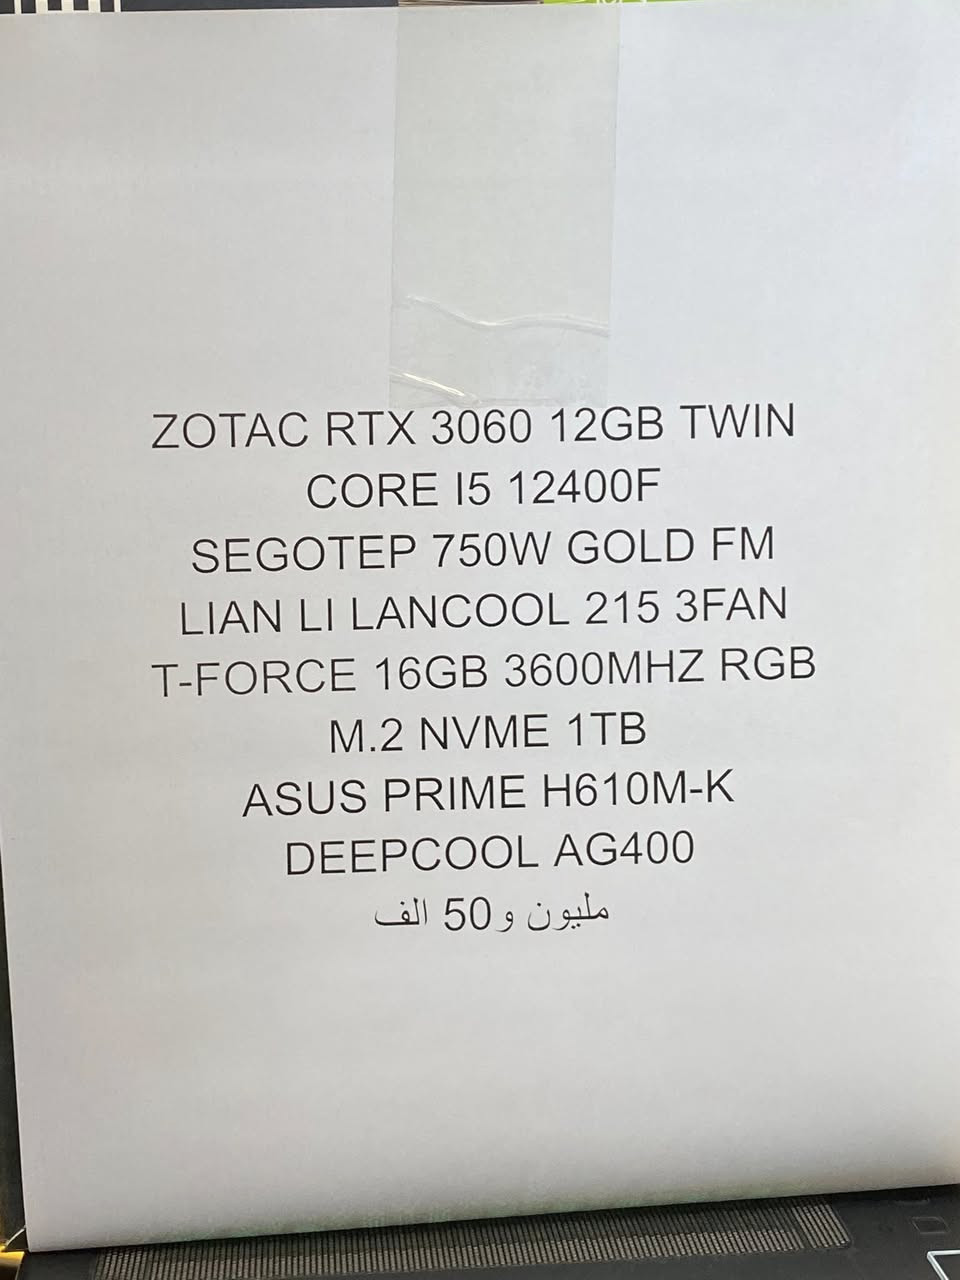 ZOTAC RTX 3060 12GB TWIN
CORE I5 12400F
SEGOTEP 750W GOLD FM
LIAN LI LANCOOL 215 3FAN
T-FORCE 16GB 3600MHZ RGB
M.2 NVME 1TB
ASUS PRIME H610M-K
DEEPCOOL AG400
مليون و50 الف